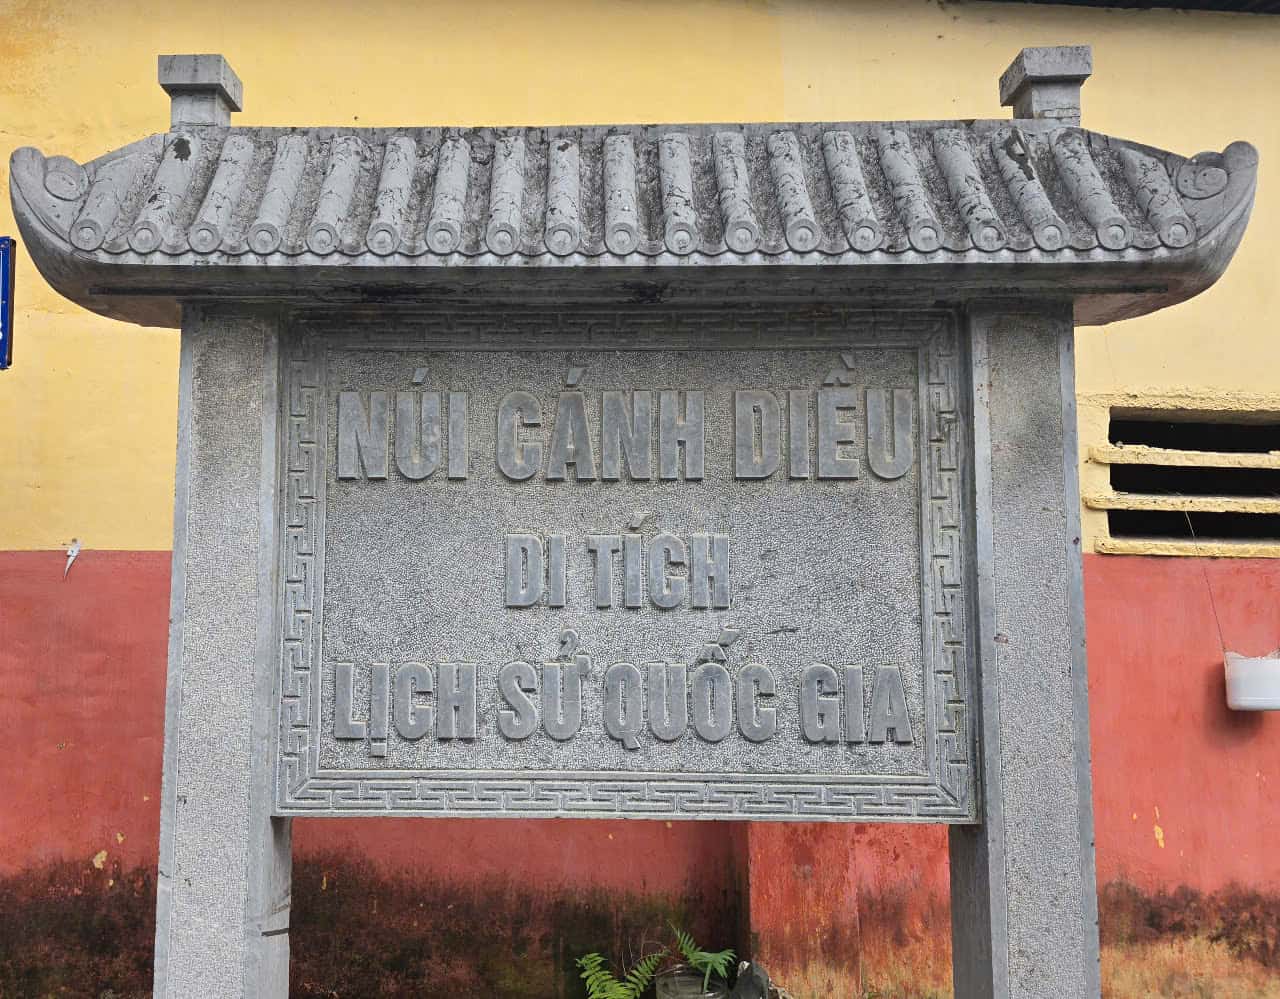 NÚI CÁNH DIỀU
DI TÍCH
LỊCH SỬ QUỐC GIA